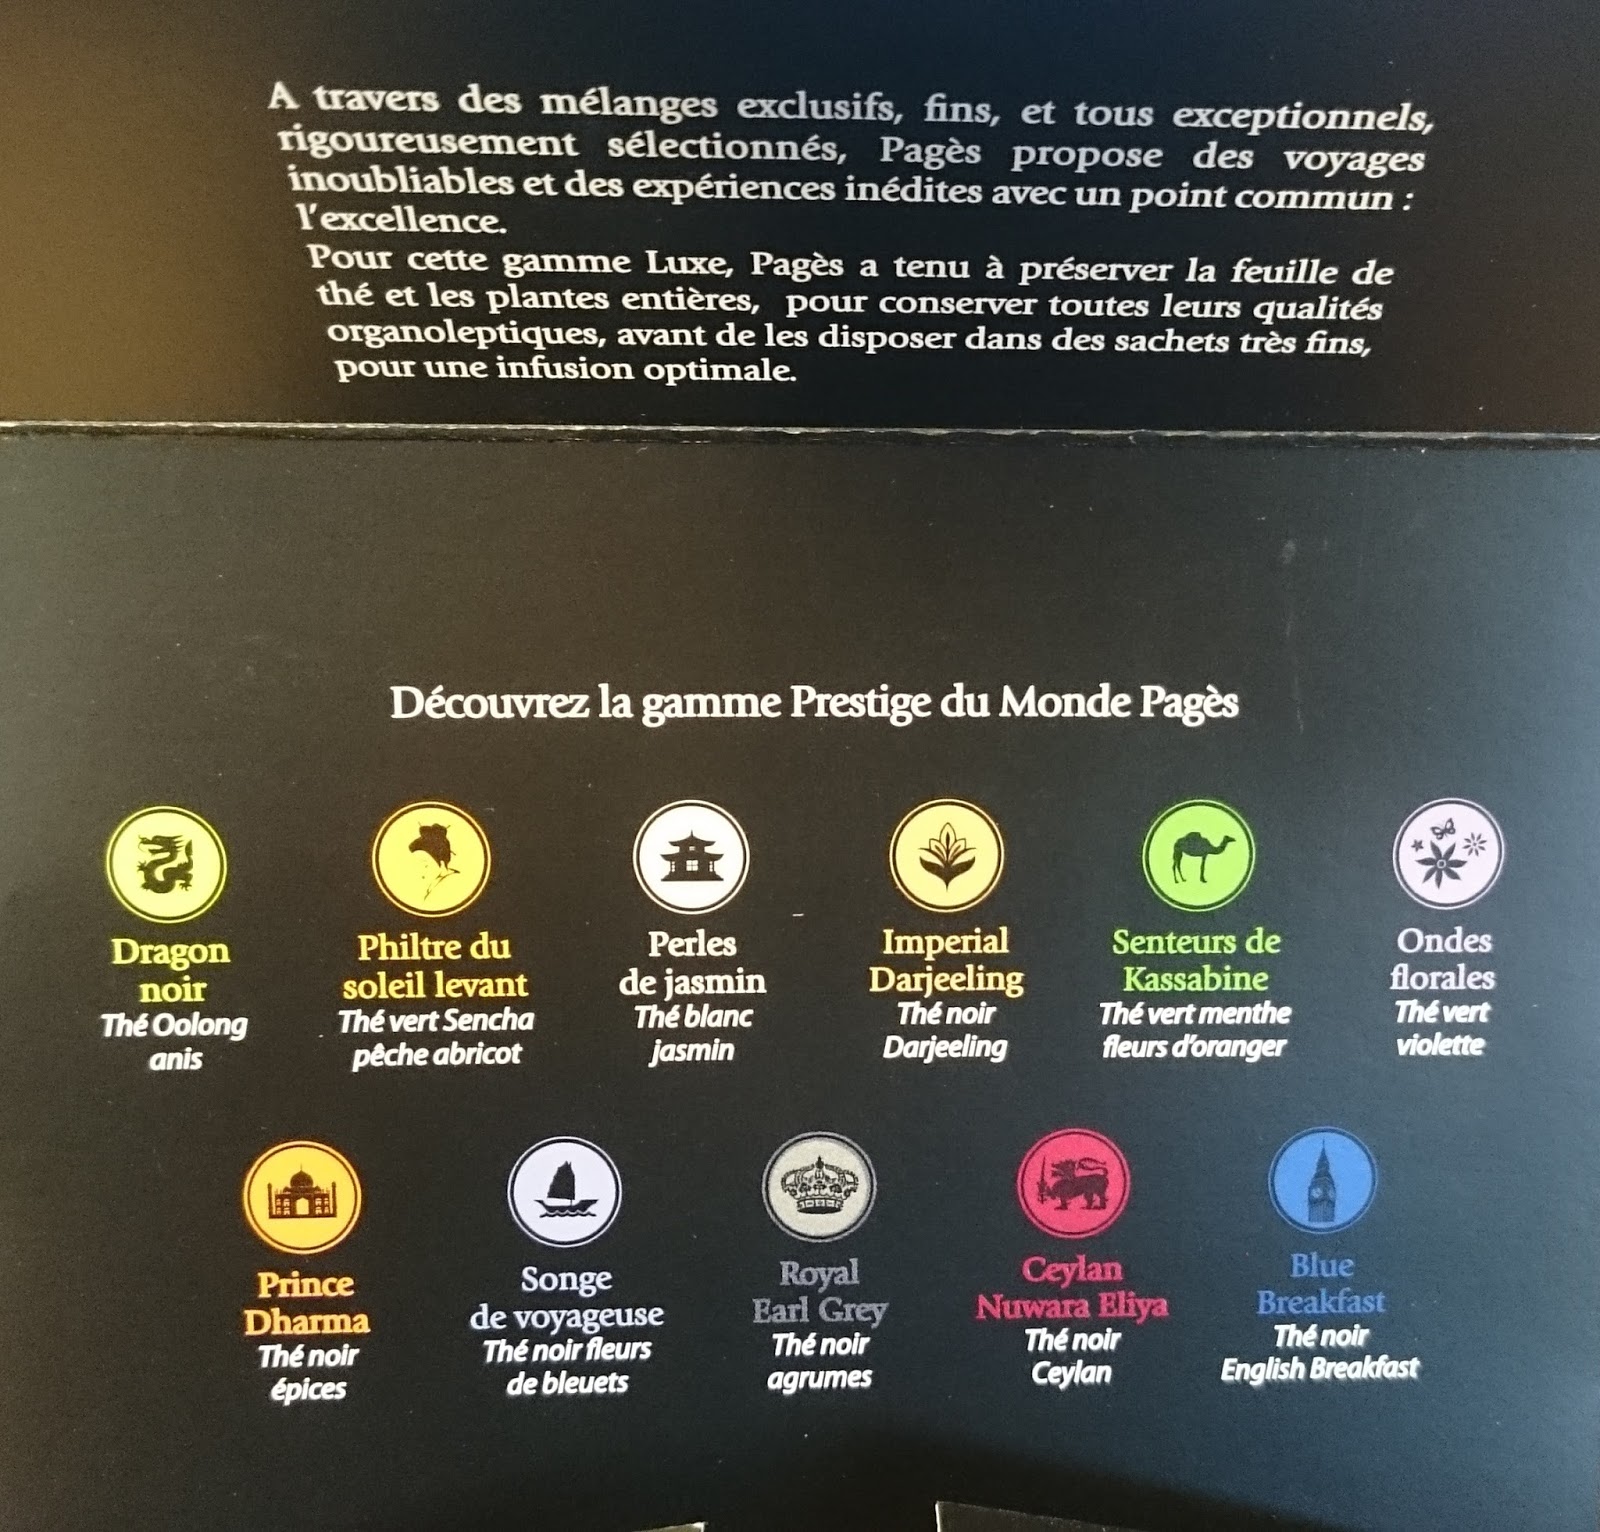 A travers des mélanges exclusifs, fins, et tous exceptionnels,
rigoureusement sélectionnés, Pagès propose des voyages
inoubliables et des expériences inédites avec un point commun :
l'excellence.
Pour cette gamme Luxe, Pagès a tenu à préserver la feuille de
thé et les plantes entières, pour conserver toutes leurs qualités
organoleptiques, avant de les disposer dans des sachets très fins,
pour une infusion optimale.
Découvrez la gamme Prestige du Monde Pagès
Dragon
noir
Thé Oolong
anis
Philtre du
soleil levant
Thé vert Sencha
pêche abricot
Perles
de jasmin
Thé blanc
jasmin
Imperial
Darjeeling
Thé noir
Darjeeling
Senteurs de
Kassabine
Thé vert menthe
fleurs d'oranger
Ondes
florales
Thé vert
violette
Prince
Dharma
Thé noir
épices
Songe
de voyageuse
Thé noir fleurs
de bleuets
Royal
Earl Grey
Thé noir
agrumes
Ceylan
Nuwara Eliya
Thé noir
Ceylan
Blue
Breakfast
Thé noir
English Breakfast